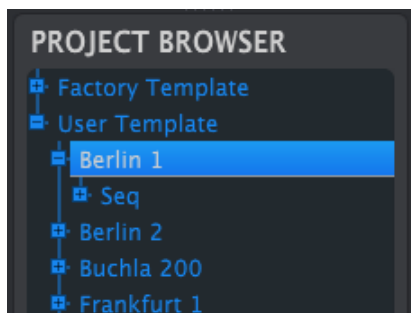 PROJECT BROWSER
Factory Template
User Template
Berlin 1
Seq
Berlin 2
Buchla 200
Frankfurt 1